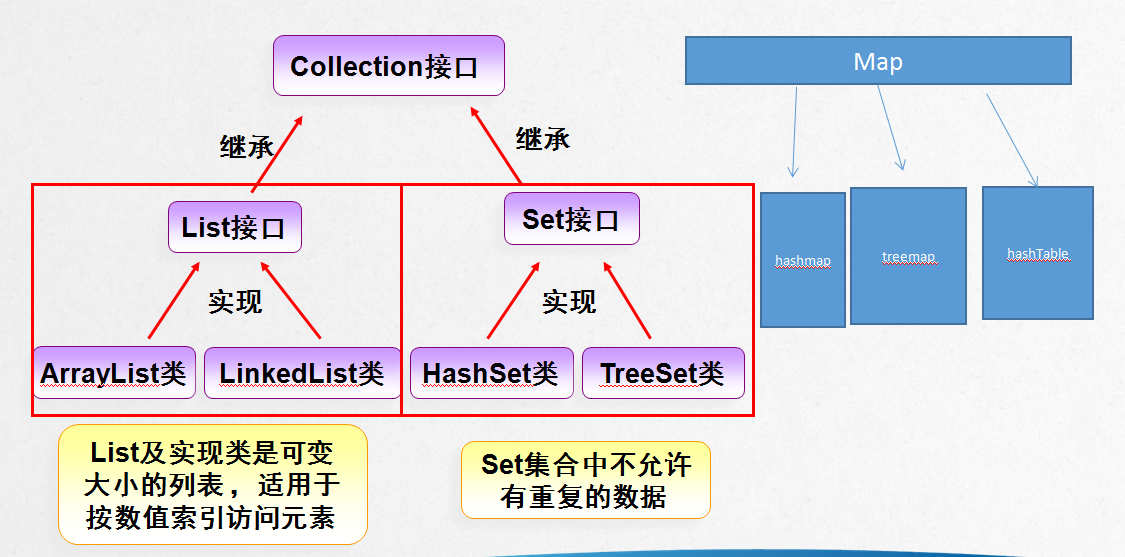 Collection接口
Map
继承
继承
List接口
Set接口
hashmap
treemap
hashTable
实现
实现
ArrayList类
LinkedList类
HashSet类
TreeSet类
List及实现类是可变
大小的列表，适用于
按数值索引访问元素
Set集合中不允许
有重复的数据